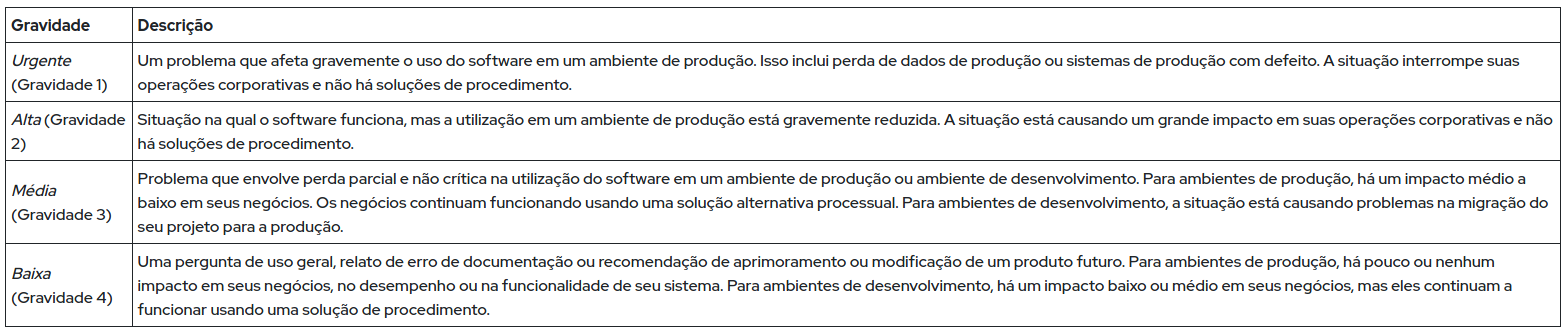 Gravidade Descrição
Urgente
(Gravidade 1)
Um problema que afeta gravemente o uso do software em um ambiente de produção. Isso inclui perda de dados de produção ou sistemas de produção com defeito. A situação interrompe suas
operações corporativas e não há soluções de procedimento.
Alta (Gravidade
2)
Situação na qual o software funciona, mas a utilização em um ambiente de produção está gravemente reduzida. A situação está causando um grande impacto em suas operações corporativas e não
há soluções de procedimento.
Média
(Gravidade 3)
Problema que envolve perda parcial e não crítica na utilização do software em um ambiente de produção ou ambiente de desenvolvimento. Para ambientes de produção, há um impacto médio a
baixo em seus negócios. Os negócios continuam funcionando usando uma solução alternativa processual. Para ambientes de desenvolvimento, a situação está causando problemas na migração do
seu projeto para a produção.
Baixa
(Gravidade 4)
Uma pergunta de uso geral, relato de erro de documentação ou recomendação de aprimoramento ou modificação de um produto futuro. Para ambientes de produção, há pouco ou nenhum
impacto em seus negócios, no desempenho ou na funcionalidade de seu sistema. Para ambientes de desenvolvimento, há um impacto baixo ou médio em seus negócios, mas eles continuam a
funcionar usando uma solução de procedimento.